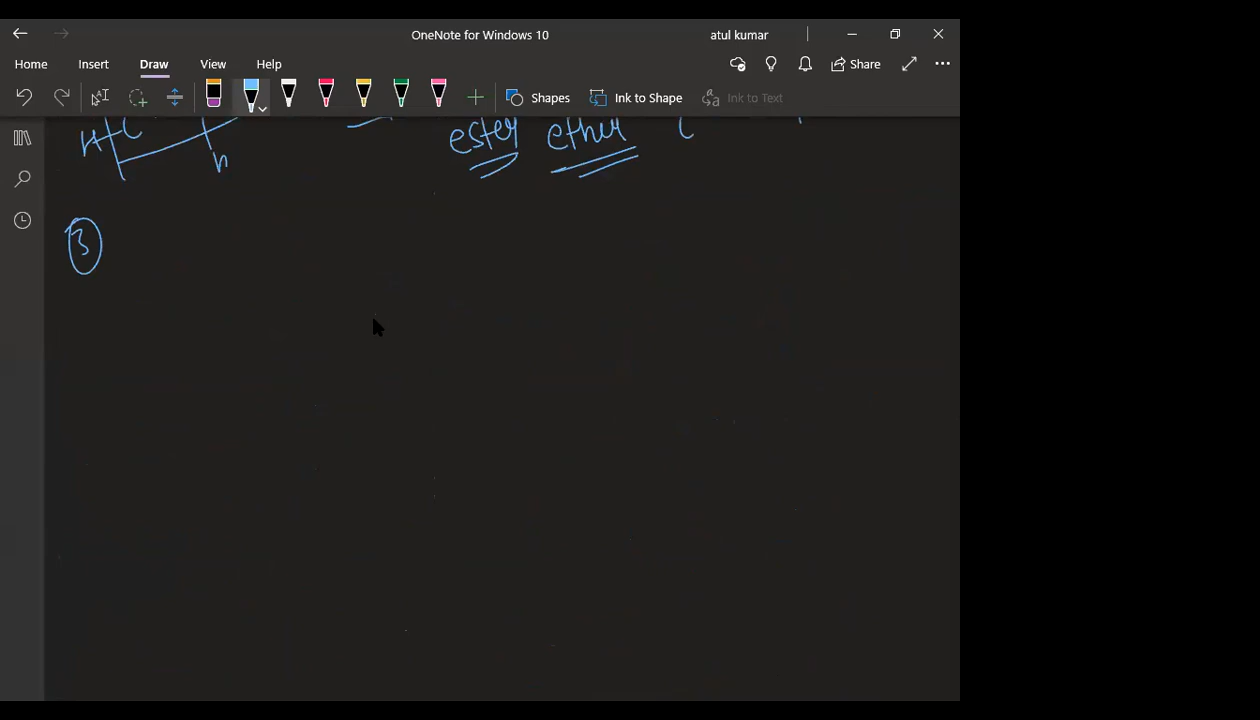 OneNote for Windows 10
atul kumar
Home Insert Draw View Help
Share
Shapes Ink to Shape Ink to Text
H C
ester ether
h
3